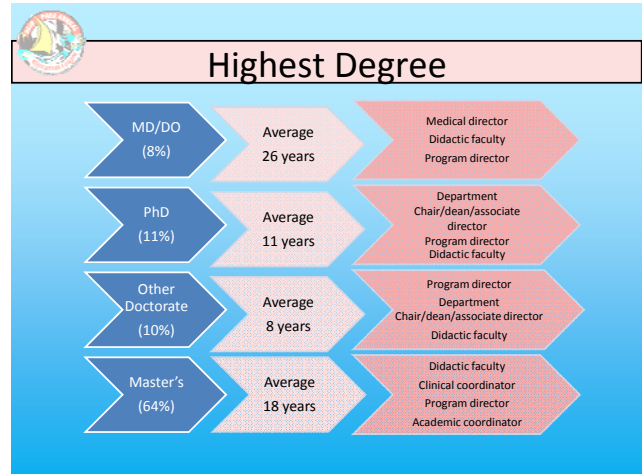 Highest Degree
MD/DO
(8%)
Average
26 years
Medical director
Didactic faculty
Program director
PhD
(11%)
Average
11 years
Department
Chair/dean/associate
director
Program director
Didactic faculty
Other
Doctorate
(10%)
Average
8 years
Program director
Department
Chair/dean/associate director
Didactic faculty
Master's
(64%)
Average
18 years
Didactic faculty
Clinical coordinator
Program director
Academic coordinator